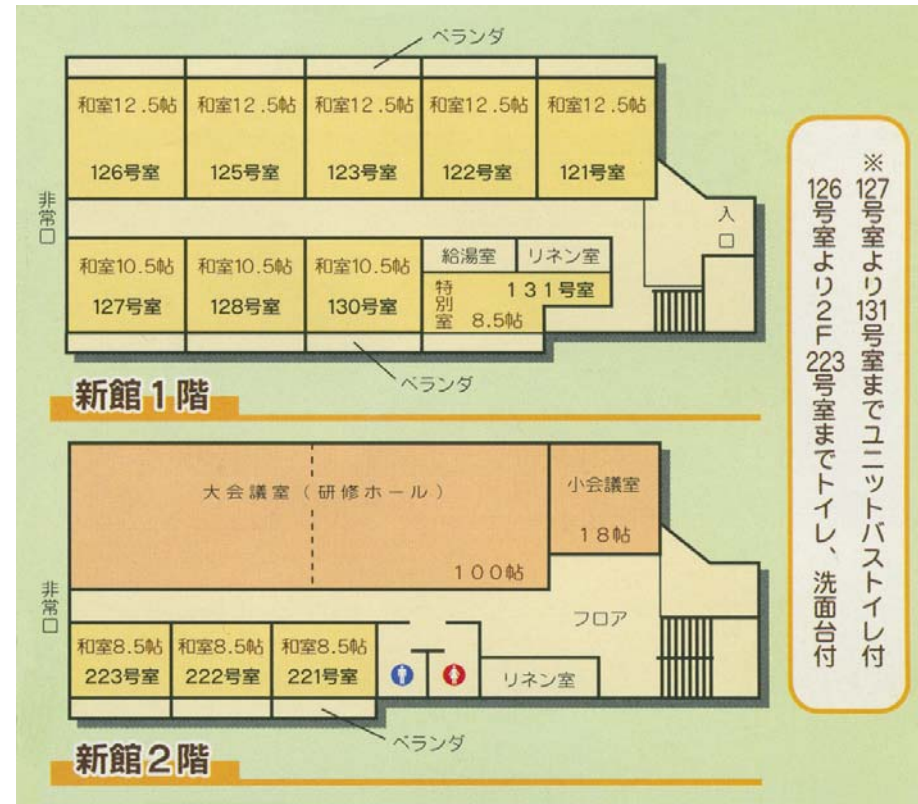 ベランダ
和室12.5帖
126号室
和室12.5帖
125号室
和室12.5帖
123号室
和室12.5帖
122号室
和室12.5帖
121号室
非常口
入口
和室10.5帖
127号室
和室10.5帖
128号室
和室10.5帖
130号室
給湯室
リネン室
特別室
131号室
8.5帖
ベランダ
新館1階
大会議室(研修ホール)
100帖
小会議室
18帖
非常口
フロア
和室8.5帖
223号室
和室8.5帖
222号室
和室8.5帖
221号室
リネン室
ベランダ
新館2階
※127号室より131号室までユニットバストイレ付
126号室より2F223号室までトイレ、洗面台付